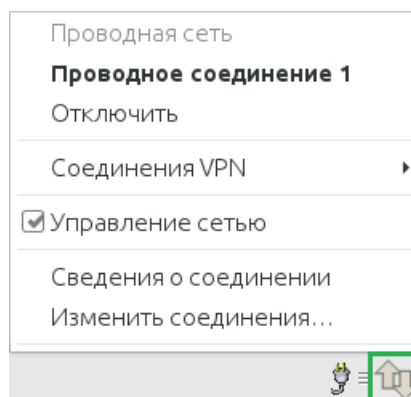 Проводная сеть
Проводное соединение 1
Отключить
Соединения VPN
Управление сетью
Сведения о соединении
Изменить соединения...